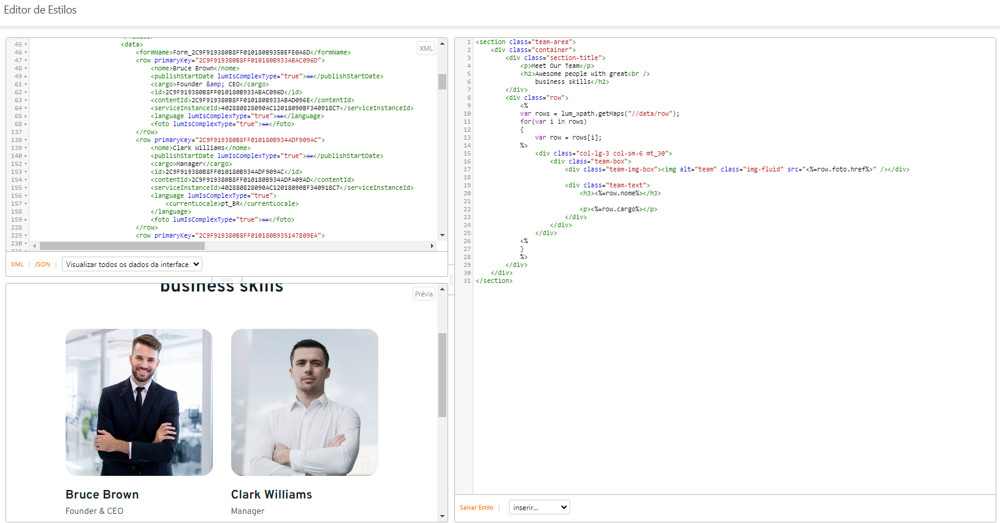 Editor de Estilos
45 <data>
46 <formName>Form_2C9F919380B8FF010180B935BEFE0A6D</formName>
47 <row primaryKey="2C9F919380B8FF010180B933ABAC096D">
48 <nome>Bruce Brown</nome>
49 <publishStartDate lumIsComplexType="true"></publishStartDate>
61 <cargo>Founder &amp; CEO</cargo>
62 <id>2C9F919380B8FF010180B933ABAC096D</id>
63 <contentId>2C9F919380B8FF010180B933ABAD096E</contentId>
64 <serviceInstanceId>402880828090AC12018090BF340918C7</serviceInstanceId>
65 <language lumIsComplexType="true"></language>
68 <foto lumIsComplexType="true"></foto>
137 </row>
138 <row primaryKey="2C9F919380B8FF010180B934ADF909AC">
139 <nome>Clark Williams</nome>
140 <publishStartDate lumIsComplexType="true"></publishStartDate>
152 <cargo>Manager</cargo>
153 <id>2C9F919380B8FF010180B934ADF909AC</id>
154 <contentId>2C9F919380B8FF010180B934ADFA09AD</contentId>
155 <serviceInstanceId>402880828090AC12018090BF340918C7</serviceInstanceId>
156 <language lumIsComplexType="true">
157 <currentLocale>pt_BR</currentLocale>
158 </language>
159 <foto lumIsComplexType="true"></foto>
228 </row>
229 <row primaryKey="2C9F919380B8FF010180B935147809EA">
230
XML
XML | JSON | Visualizar todos os dados da interface
business skills
Prévia
Bruce Brown
Founder & CEO
Clark Williams
Manager
1 <section class="team-area">
2 <div class="container">
3 <div class="section-title">
4 <p>Meet Our Team</p>
5 <h2>Awesome people with great<br />
6 business skills</h2>
7 </div>
8 <div class="row">
9 <%
10 var rows = lum_xpath.getMaps("//data/row");
11 for(var i in rows)
12 {
13 var row = rows[i];
14 %>
15 <div class="col-lg-3 col-sm-6 mt_30">
16 <div class="team-box">
17 <div class="team-img-box"><img alt="team" class="img-fluid" src="<%=row.foto.href%>" /></div>
18
19 <div class="team-text">
20 <h3><%=row.nome%></h3>
21
22 <p><%=row.cargo%></p>
23 </div>
24 </div>
25 </div>
26 <%
27 }
28 %>
29 </div>
30 </div>
31 </section>
Salvar Estilo | inserir...